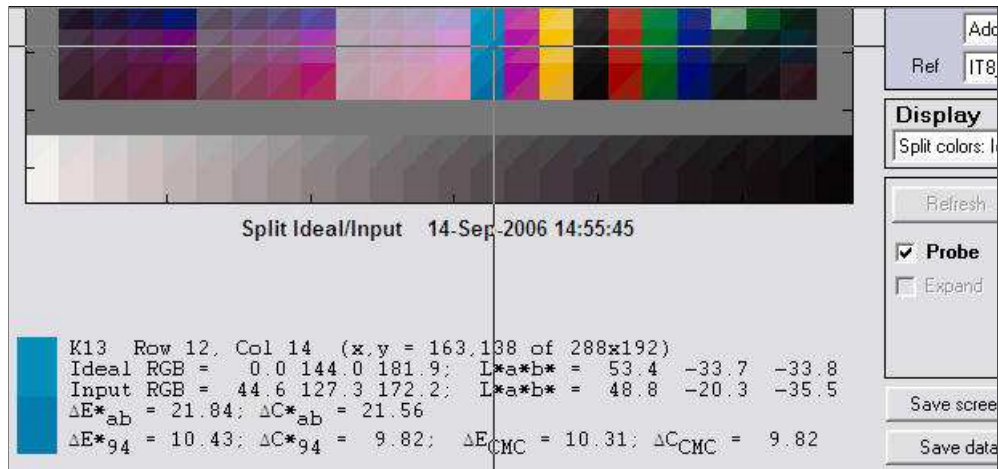 Add
Ref IT8
Display
Split colors: I
Refresh
Probe
Expand
Split Ideal/Input 14-Sep-2006 14:55:45
K13 Row 12, Col 14 (x,y = 163,138 of 288x192)
Ideal RGB = 0.0 144.0 181.9; L*a*b* = 53.4 -33.7 -33.8
Input RGB = 44.6 127.3 172.2; L*a*b* = 48.8 -20.3 -35.5
ΔE*ab = 21.84; ΔC*ab = 21.56
ΔE*94 = 10.43; ΔC*94 = 9.82; ΔECMC = 10.31; ΔCCMC = 9.82
Save scree
Save data